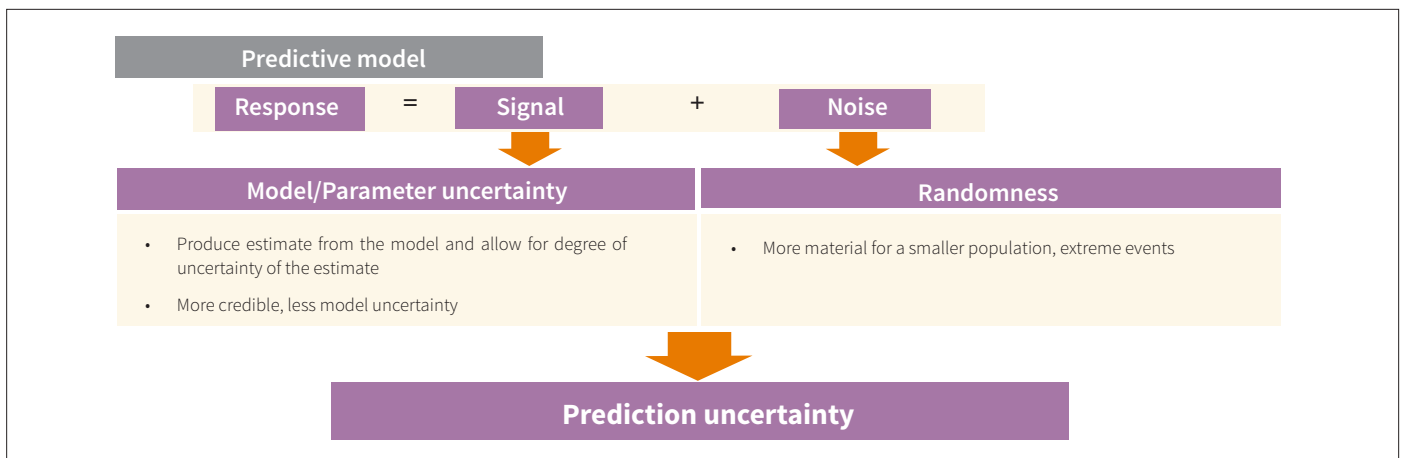 Predictive model
Response = Signal + Noise
Model/Parameter uncertainty
• Produce estimate from the model and allow for degree of
uncertainty of the estimate
• More credible, less model uncertainty
Randomness
• More material for a smaller population, extreme events
Prediction uncertainty